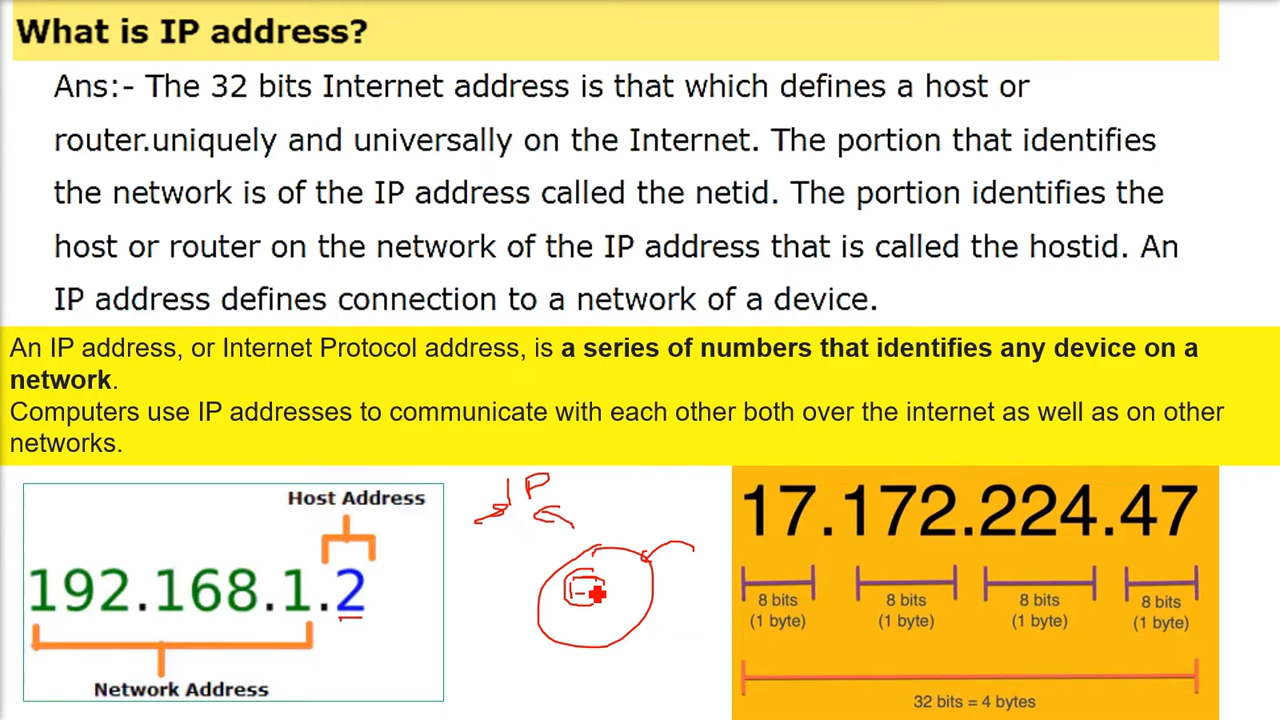 What is IP address?
Ans:- The 32 bits Internet address is that which defines a host or
router.uniquely and universally on the Internet. The portion that identifies
the network is of the IP address called the netid. The portion identifies the
host or router on the network of the IP address that is called the hostid. An
IP address defines connection to a network of a device.
An IP address, or Internet Protocol address, is a series of numbers that identifies any device on a
network.
Computers use IP addresses to communicate with each other both over the internet as well as on other
networks.
Host Address
192.168.1.2
Network Address
IP
17.172.224.47
8 bits 8 bits 8 bits 8 bits
(1 byte) (1 byte) (1 byte) (1 byte)
32 bits = 4 bytes